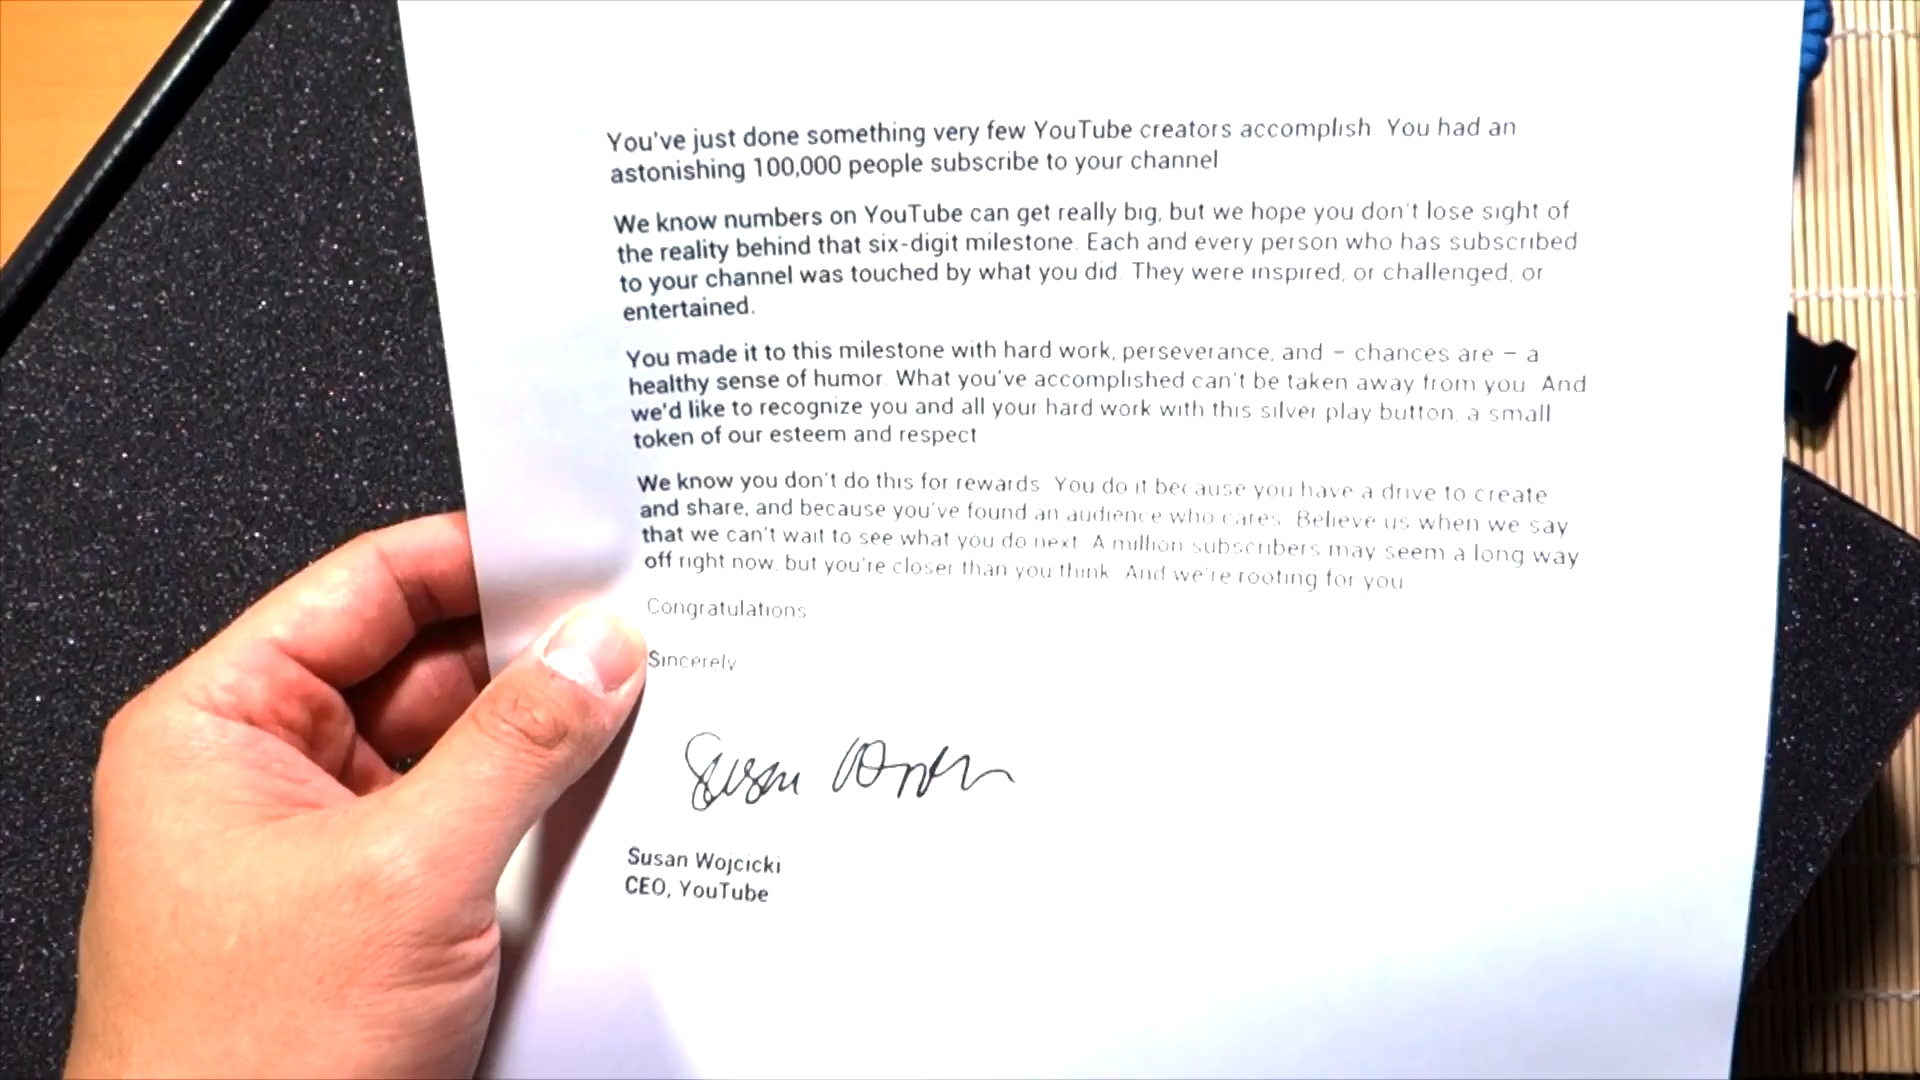 You've just done something very few YouTube creators accomplish. You had an
astonishing 100,000 people subscribe to your channel
We know numbers on YouTube can get really big, but we hope you don't lose sight of
the reality behind that six-digit milestone. Each and every person who has subscribed
to your channel was touched by what you did. They were inspired, or challenged, or
entertained.
You made it to this milestone with hard work, perseverance, and – chances are – a
healthy sense of humor. What you've accomplished can't be taken away from you. And
we'd like to recognize you and all your hard work with this silver play button, a small
token of our esteem and respect
We know you don't do this for rewards. You do it because you have a drive to create
and share, and because you've found an audience who cares. Believe us when we say
that we can't wait to see what you do next. A million subscribers may seem a long way
off right now, but you're closer than you think. And we're rooting for you
Congratulations
Sincerely
Susan Wojcicki
CEO, YouTube